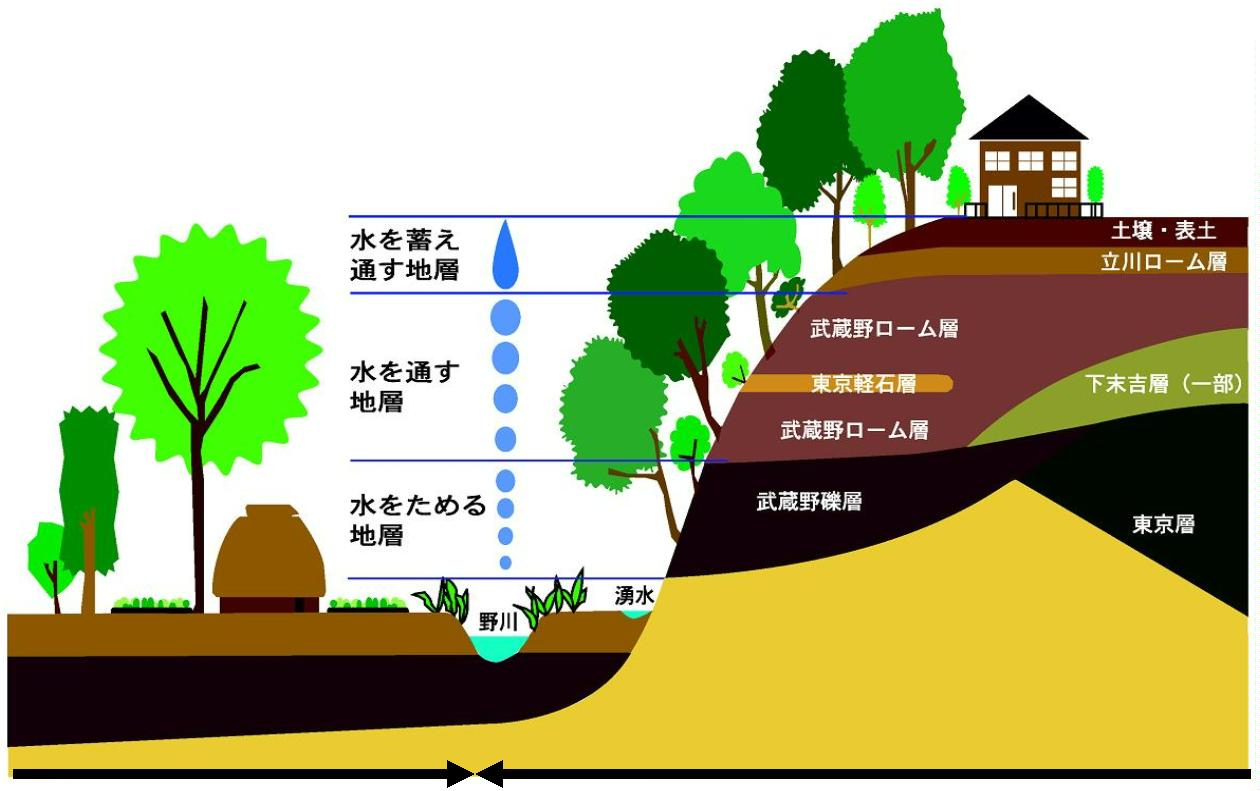 水を蓄え
通す地層
水を通す
地層
水をためる
地層
野川
湧水
土壌・表土
立川ローム層
武蔵野ローム層
東京軽石層
下末吉層（一部）
武蔵野ローム層
武蔵野礫層
東京層